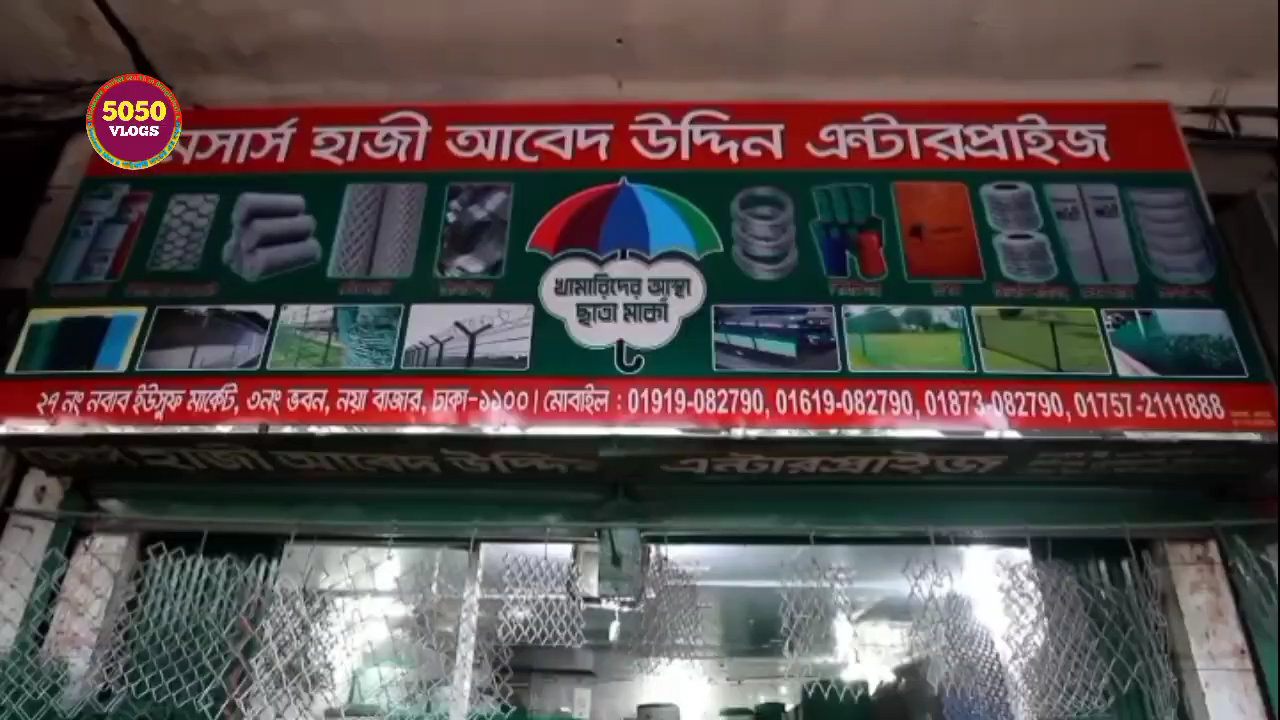 5050
VLOGS
মেসার্স হাজী আবেদ উদ্দিন এন্টারপ্রাইজ
খামারিদের আস্থা
ছাতা মার্কা
২৭ নং নবাব ইউসুফ মার্কেট, ৩নং ভবন, নয়া বাজার, ঢাকা-১১০০। মোবাইল : 01919-082790, 01619-082790, 01873-082790, 01757-2111888
হাজী আবেদ উদ্দিন এন্টারপ্রাইজ